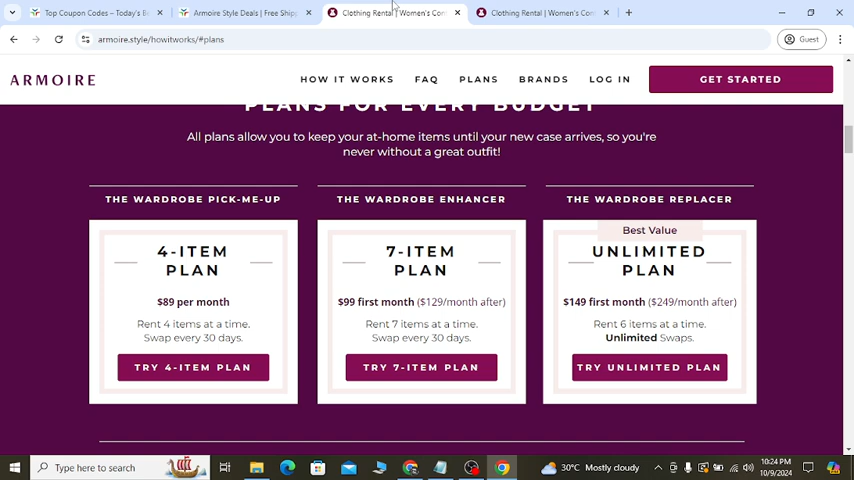 Top Coupon Codes – Today's B
Armoire Style Deals | Free Ship
Clothing Rental | Women's Con
Clothing Rental | Women's Con
armoire.style/howitworks/#plans
Guest
ARMOIRE
HOW IT WORKS
FAQ
PLANS
BRANDS
LOG IN
GET STARTED
PLANS FOR EVERY BUDGET
All plans allow you to keep your at-home items until your new case arrives, so you're
never without a great outfit!
THE WARDROBE PICK-ME-UP
4-ITEM
PLAN
$89 per month
Rent 4 items at a time.
Swap every 30 days.
TRY 4-ITEM PLAN
THE WARDROBE ENHANCER
7-ITEM
PLAN
$99 first month ($129/month after)
Rent 7 items at a time.
Swap every 30 days.
TRY 7-ITEM PLAN
THE WARDROBE REPLACER
Best Value
UNLIMITED
PLAN
$149 first month ($249/month after)
Rent 6 items at a time.
Unlimited Swaps.
TRY UNLIMITED PLAN
Type here to search
30°C Mostly cloudy
10:24 PM
10/9/2024